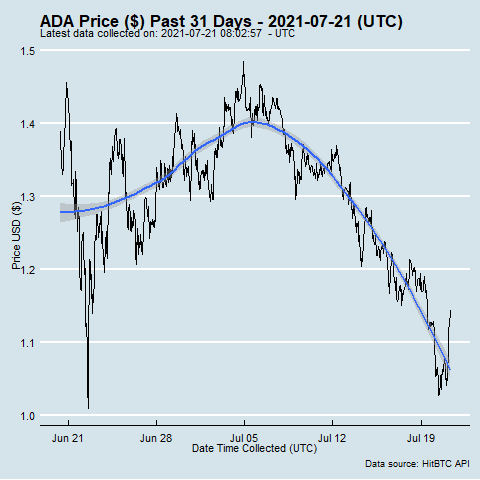 ADA Price ($) Past 31 Days - 2021-07-21 (UTC)
Latest data collected on: 2021-07-21 08:02:57  - UTC
Price USD ($)
1.5
1.4
1.3
1.2
1.1
1.0
Jun 21
Jun 28
Jul 05
Jul 12
Jul 19
Date Time Collected (UTC)
Data source: HitBTC API